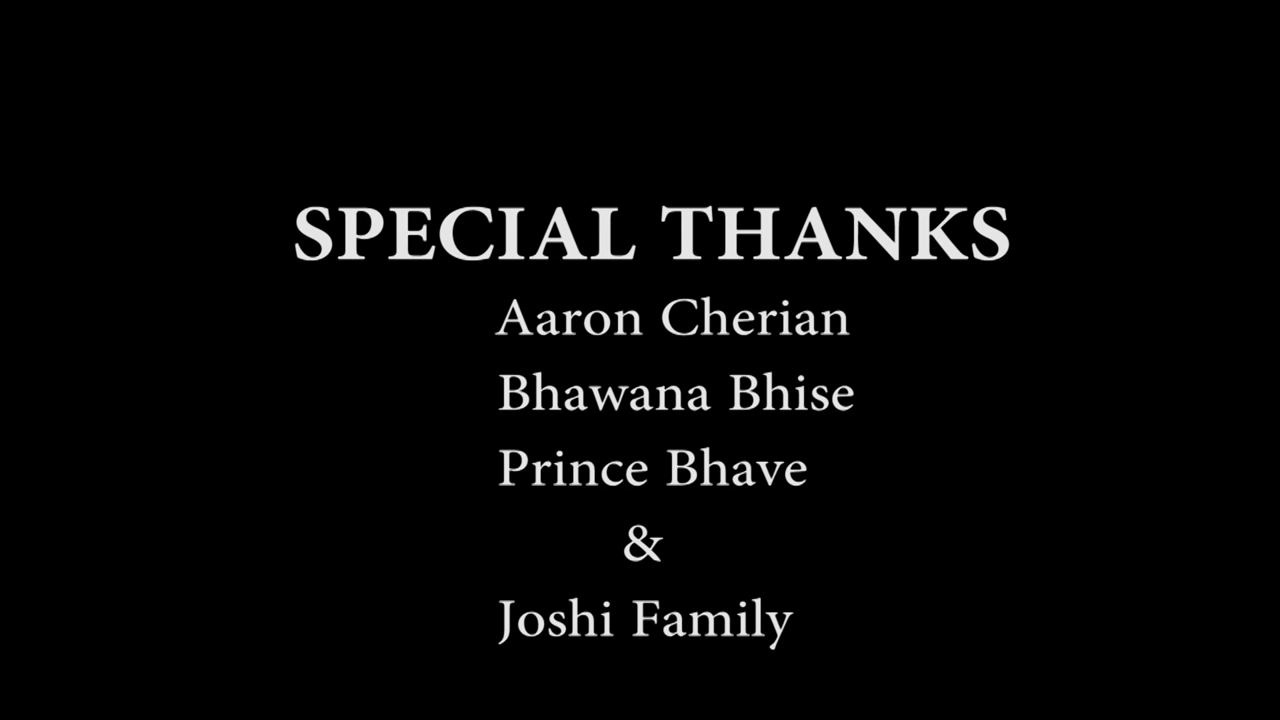 SPECIAL THANKS
Aaron Cherian
Bhawana Bhise
Prince Bhave
&
Joshi Family